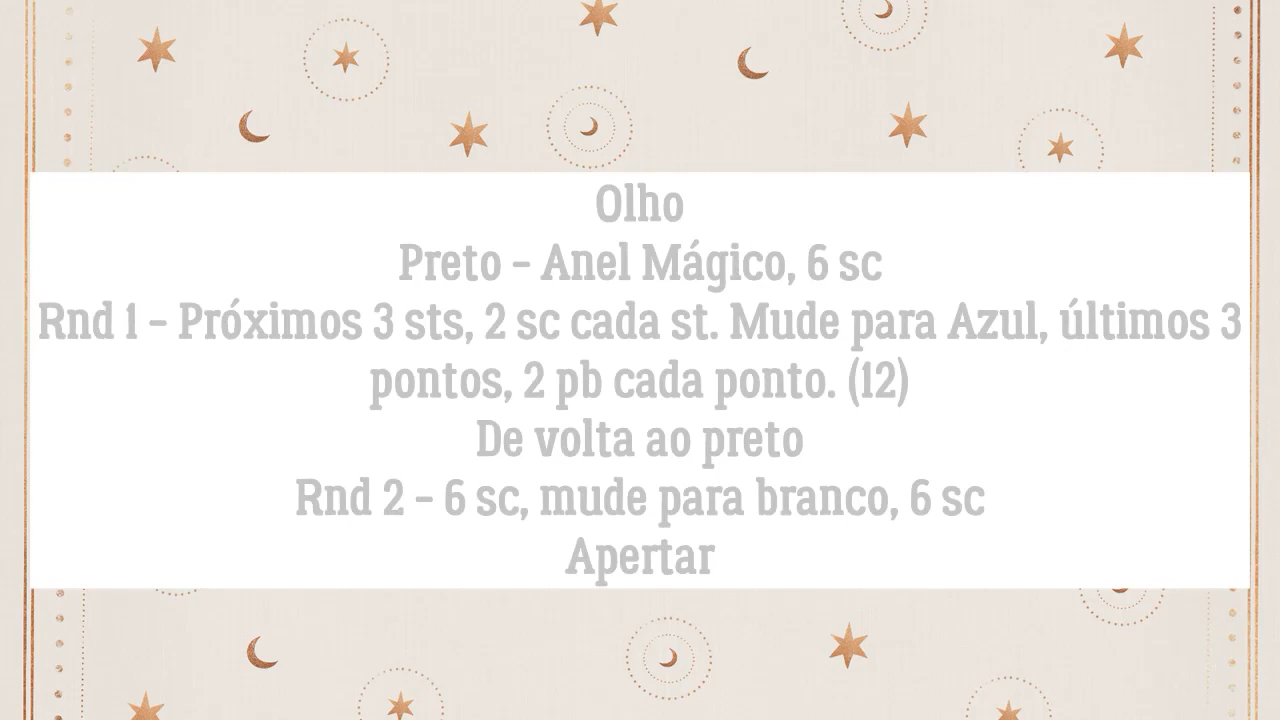 Olho
Preto - Anel Mágico, 6 sc
Rnd 1 - Próximos 3 sts, 2 sc cada st. Mude para Azul, últimos 3
pontos, 2 pb cada ponto. (12)
De volta ao preto
Rnd 2 - 6 sc, mude para branco, 6 sc
Apertar